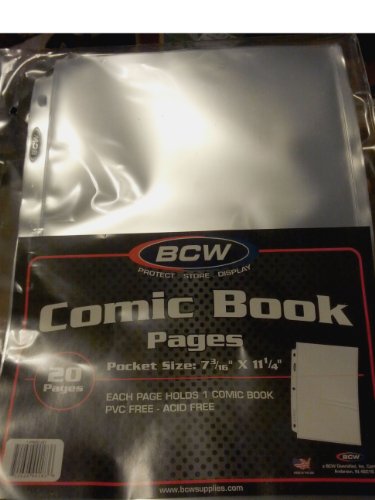 BCW
BCW
PROTECT · STORE · DISPLAY
Comic Book
Pages
Pocket Size: 7 3/16" X 11 1/4"
20
Pages
EACH PAGE HOLDS 1 COMIC BOOK
PVC FREE - ACID FREE
BCW
www.bcwsupplies.com